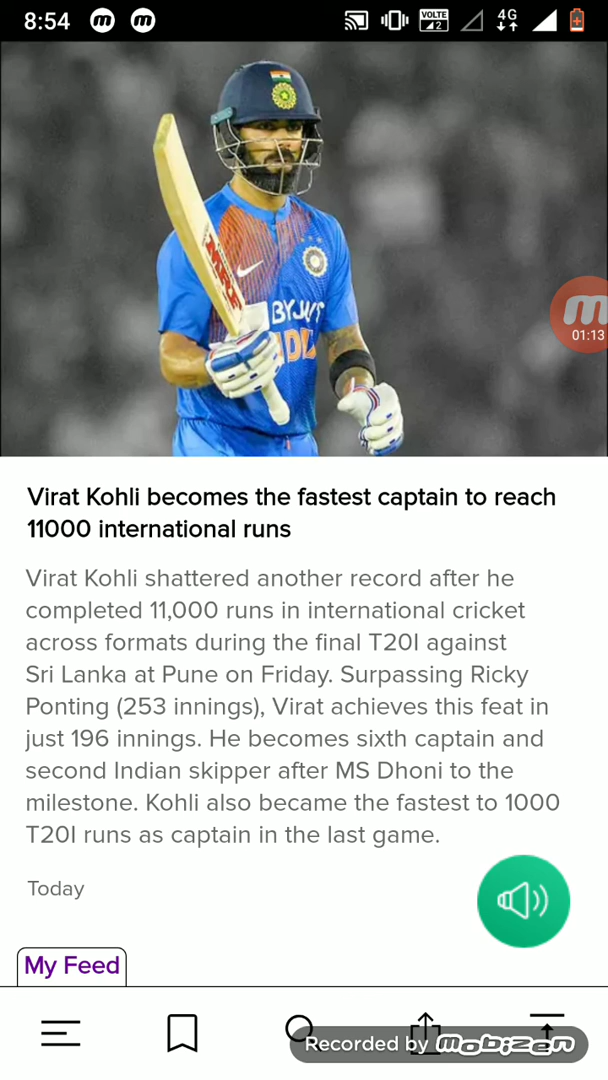 8:54
VOLTE
2
4G
MRF
BYJU'
01:13
Virat Kohli becomes the fastest captain to reach
11000 international runs
Virat Kohli shattered another record after he
completed 11,000 runs in international cricket
across formats during the final T20I against
Sri Lanka at Pune on Friday. Surpassing Ricky
Ponting (253 innings), Virat achieves this feat in
just 196 innings. He becomes sixth captain and
second Indian skipper after MS Dhoni to the
milestone. Kohli also became the fastest to 1000
T20I runs as captain in the last game.
Today
My Feed
Recorded by mobizen